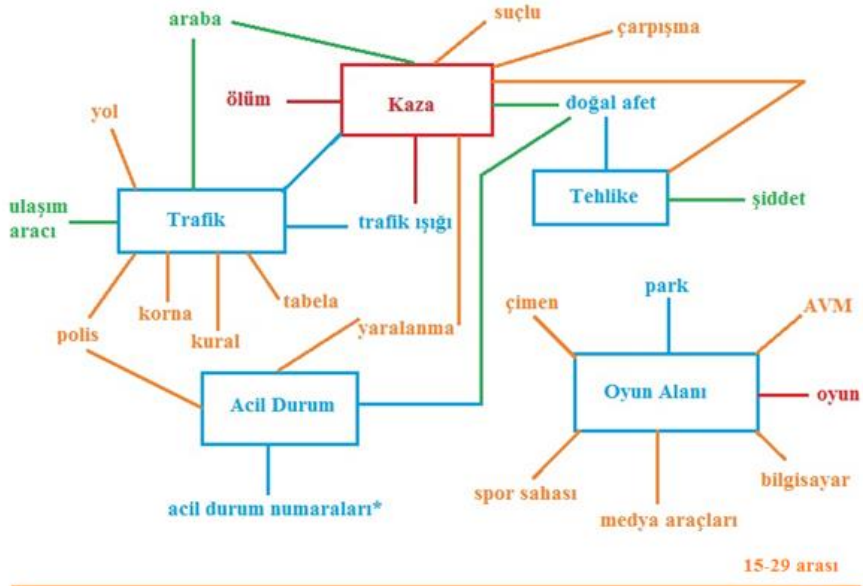 araba
suçlu
çarpışma
ölüm
Kaza
doğal afet
yol
Tehlike
şiddet
ulaşım
aracı
Trafik
trafik ışığı
polis
korna
kural
tabela
yaralanma
çimen
park
AVM
Acil Durum
Oyun Alanı
oyun
acil durum numaraları*
spor sahası
medya araçları
bilgisayar
15-29 arası